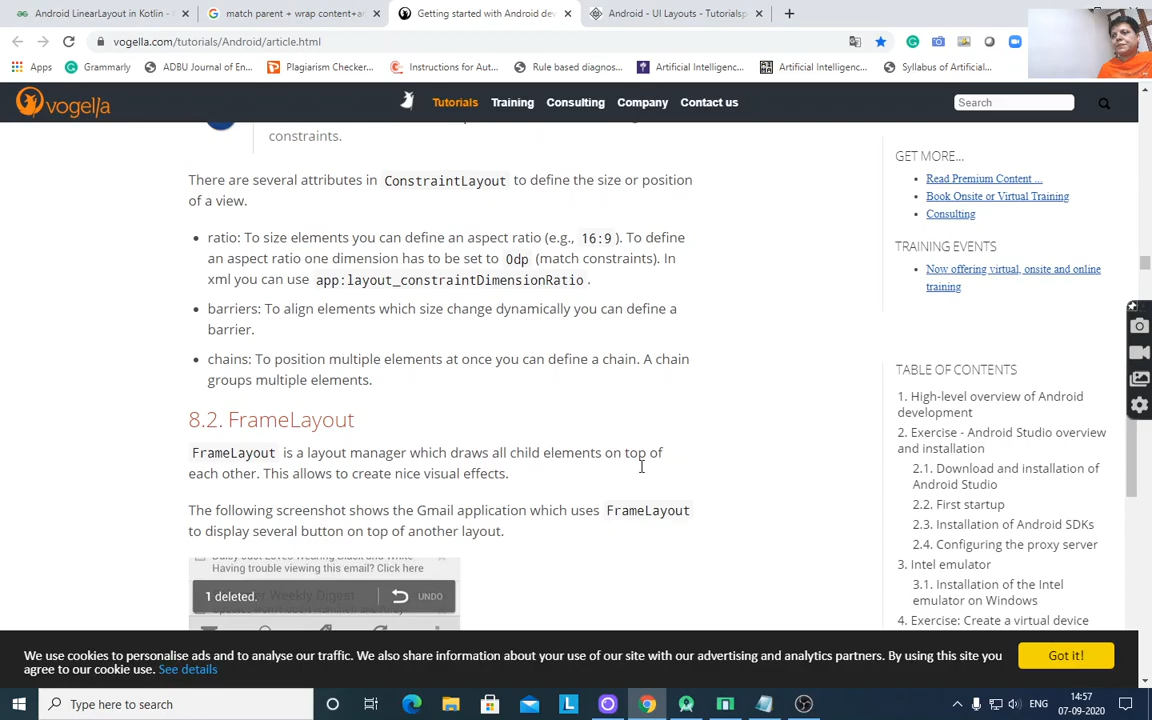 Android LinearLayout in Kotlin -
match parent + wrap content+an
Getting started with Android dev
Android - UI Layouts - Tutorialsp
vogella.com/tutorials/Android/article.html
Apps
Grammarly
ADBU Journal of En...
Plagiarism Checker...
Instructions for Aut...
Rule based diagnos...
Artificial Intelligenc...
Artificial Intelligenc...
Syllabus of Artificial...
vogella
Tutorials
Training
Consulting
Company
Contact us
Search
constraints.
There are several attributes in ConstraintLayout to define the size or position
of a view.
ratio: To size elements you can define an aspect ratio (e.g., 16:9 ). To define
an aspect ratio one dimension has to be set to 0dp (match constraints). In
xml you can use app:layout_constraintDimensionRatio .
barriers: To align elements which size change dynamically you can define a
barrier.
chains: To position multiple elements at once you can define a chain. A chain
groups multiple elements.
8.2. FrameLayout
FrameLayout is a layout manager which draws all child elements on top of
each other. This allows to create nice visual effects.
The following screenshot shows the Gmail application which uses FrameLayout
to display several button on top of another layout.
Having trouble viewing this email? Click here
1 deleted.
UNDO
GET MORE...
Read Premium Content ...
Book Onsite or Virtual Training
Consulting
TRAINING EVENTS
Now offering virtual, onsite and online
training
TABLE OF CONTENTS
1. High-level overview of Android
development
2. Exercise - Android Studio overview
and installation
2.1. Download and installation of
Android Studio
2.2. First startup
2.3. Installation of Android SDKs
2.4. Configuring the proxy server
3. Intel emulator
3.1. Installation of the Intel
emulator on Windows
4. Exercise: Create a virtual device
We use cookies to personalise ads and to analyse our traffic. We also share information about your use of our site with our advertising and analytics partners. By using this site you
agree to our cookie use. See details
Got it!
Type here to search
ENG
14:57
07-09-2020